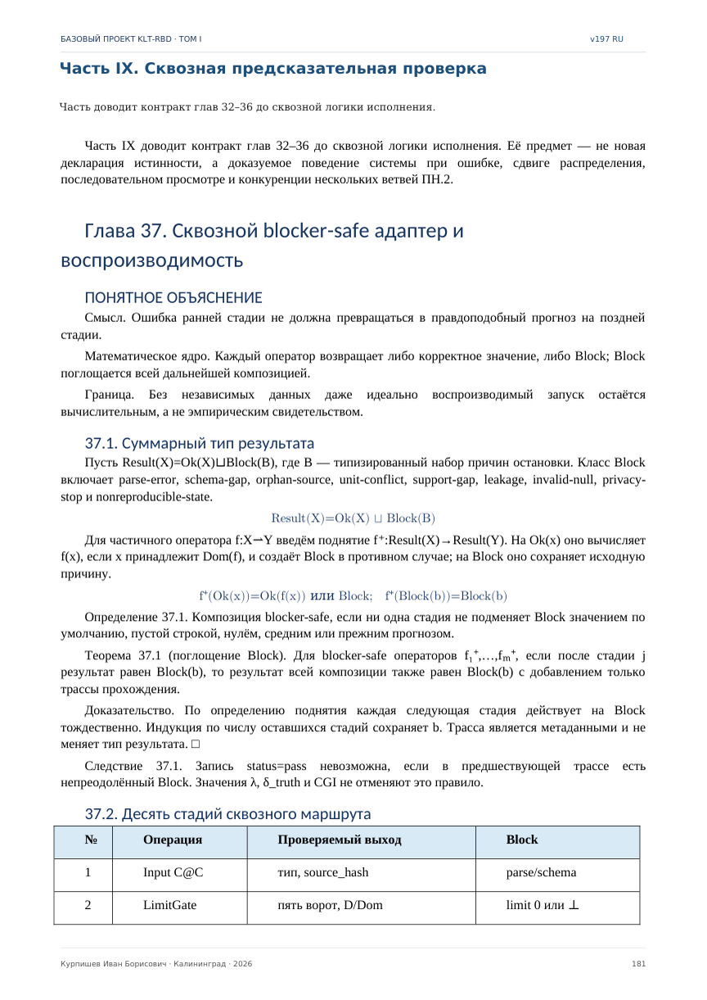 БАЗОВЫЙ ПРОЕКТ KLT-RBD · ТОМ I v197 RU
Часть IX. Сквозная предсказательная проверка
Часть доводит контракт глав 32–36 до сквозной логики исполнения.
Часть IX доводит контракт глав 32–36 до сквозной логики исполнения. Её предмет — не новая
декларация истинности, а доказуемое поведение системы при ошибке, сдвиге распределения,
последовательном просмотре и конкуренции нескольких ветвей ПН.2.
Глава 37. Сквозной blocker-safe адаптер и
воспроизводимость
ПОНЯТНОЕ ОБЪЯСНЕНИЕ
Смысл. Ошибка ранней стадии не должна превращаться в правдоподобный прогноз на поздней
стадии.
Математическое ядро. Каждый оператор возвращает либо корректное значение, либо Block; Block
поглощается всей дальнейшей композицией.
Граница. Без независимых данных даже идеально воспроизводимый запуск остаётся
вычислительным, а не эмпирическим свидетельством.
37.1. Суммарный тип результата
Пусть Result(X)=Ok(X)⊔Block(B), где B — типизированный набор причин остановки. Класс Block
включает parse-error, schema-gap, orphan-source, unit-conflict, support-gap, leakage, invalid-null, privacy-
stop и nonreproducible-state.
Result(X)=Ok(X) ⊔ Block(B)
Для частичного оператора f:X⇀Y введём поднятие f⁺:Result(X)→Result(Y). На Ok(x) оно вычисляет
f(x), если x принадлежит Dom(f), и создаёт Block в противном случае; на Block оно сохраняет исходную
причину.
f⁺(Ok(x))=Ok(f(x)) или Block; f⁺(Block(b))=Block(b)
Определение 37.1. Композиция blocker-safe, если ни одна стадия не подменяет Block значением по
умолчанию, пустой строкой, нулём, средним или прежним прогнозом.
Теорема 37.1 (поглощение Block). Для blocker-safe операторов f₁⁺,…,fₘ⁺, если после стадии j
результат равен Block(b), то результат всей композиции также равен Block(b) с добавлением только
трассы прохождения.
Доказательство. По определению поднятия каждая следующая стадия действует на Block
тождественно. Индукция по числу оставшихся стадий сохраняет b. Трасса является метаданными и не
меняет тип результата. □
Следствие 37.1. Запись status=pass невозможна, если в предшествующей трассе есть
непреодолённый Block. Значения λ, δ_truth и CGI не отменяют это правило.
37.2. Десять стадий сквозного маршрута
№ Операция Проверяемый выход Block
1 Input C@C тип, source_hash parse/schema
2 LimitGate пять ворот, D/Dom limit 0 или ⊥
Курпишев Иван Борисович · Калининград · 2026 181